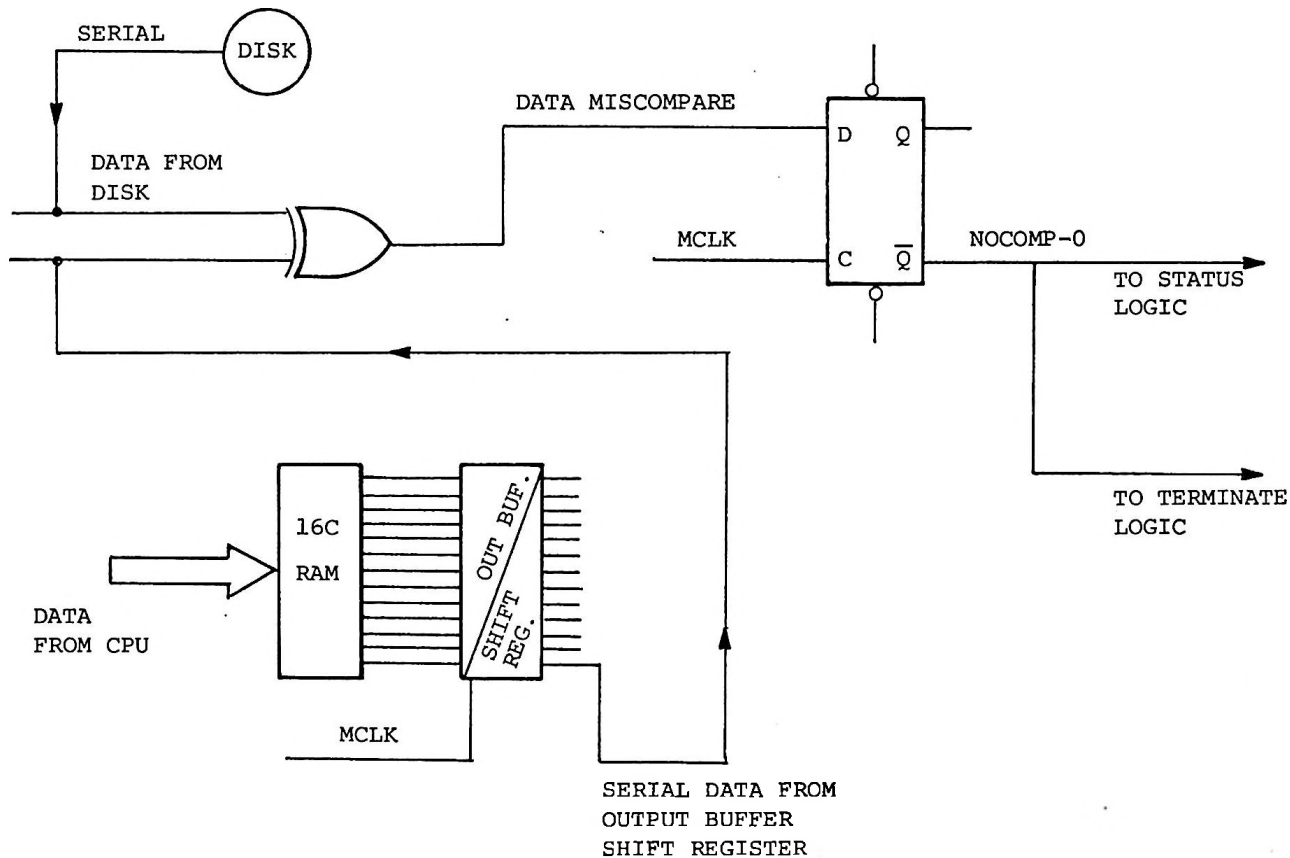 SERIAL
DISK
DATA MISCOMPARE
D Q
DATA FROM
DISK
MCLK
C Q̅
NOCOMP-0
TO STATUS
LOGIC
16C
RAM
OUT BUF.
SHIFT
REG.
TO TERMINATE
LOGIC
DATA
FROM CPU
MCLK
SERIAL DATA FROM
OUTPUT BUFFER
SHIFT REGISTER